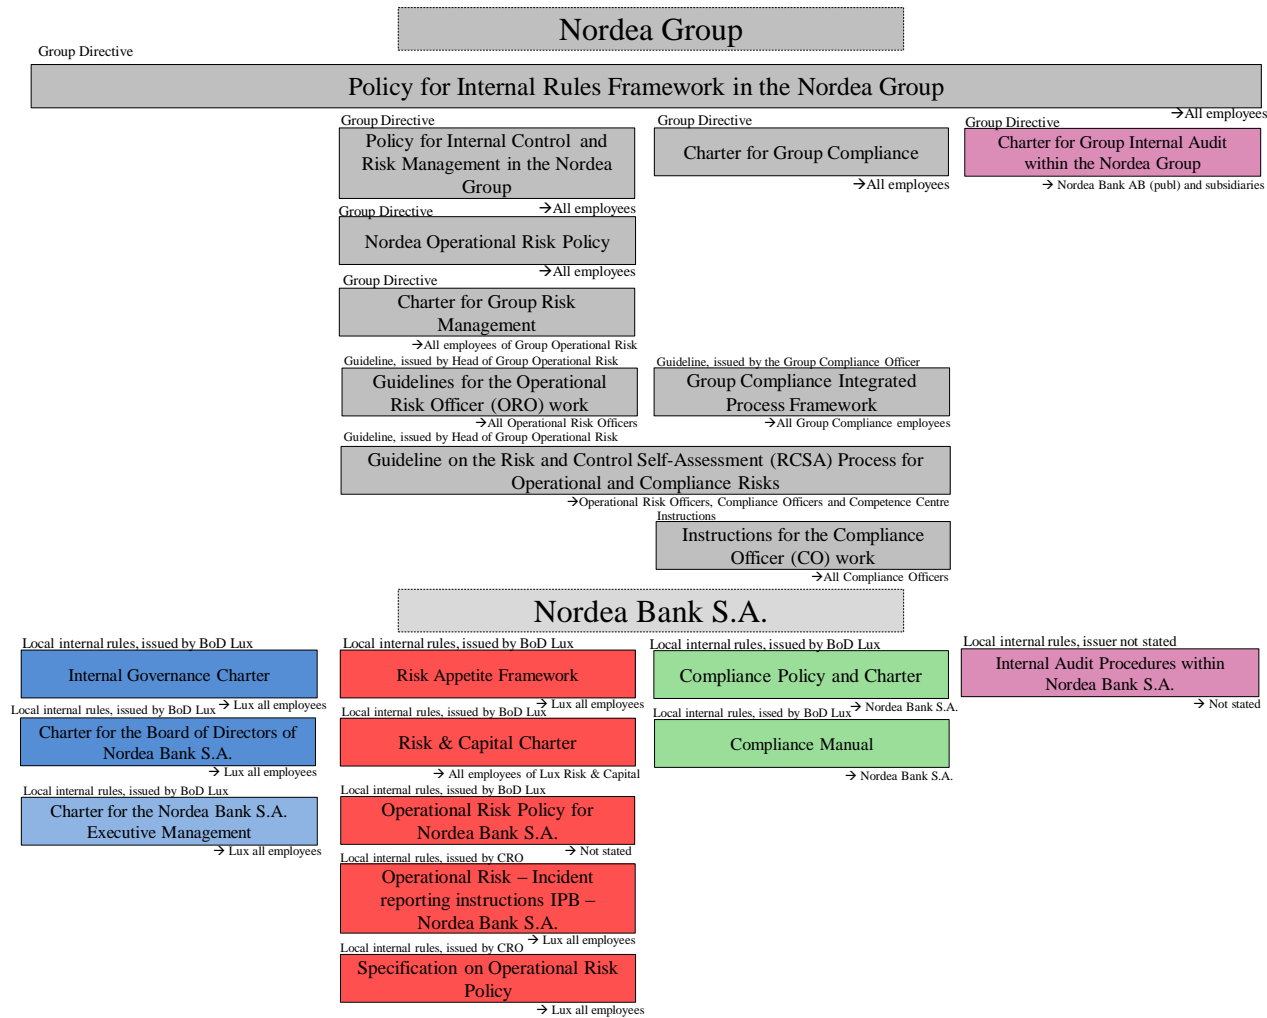 Nordea Group
Group Directive
Policy for Internal Rules Framework in the Nordea Group
→All employees
Group Directive
Policy for Internal Control and
Risk Management in the Nordea
Group
→All employees
Group Directive
Charter for Group Compliance
→All employees
Group Directive
Charter for Group Internal Audit
within the Nordea Group
→ Nordea Bank AB (publ) and subsidiaries
Group Directive
Nordea Operational Risk Policy
→All employees
Group Directive
Charter for Group Risk
Management
→All employees of Group Operational Risk
Guideline, issued by Head of Group Operational Risk
Guidelines for the Operational
Risk Officer (ORO) work
→All Operational Risk Officers
Guideline, issued by the Group Compliance Officer
Group Compliance Integrated
Process Framework
→All Group Compliance employees
Guideline, issued by Head of Group Operational Risk
Guideline on the Risk and Control Self-Assessment (RCSA) Process for
Operational and Compliance Risks
→Operational Risk Officers, Compliance Officers and Competence Centre
Instructions
Instructions for the Compliance
Officer (CO) work
→All Compliance Officers
Nordea Bank S.A.
Local internal rules, issued by BoD Lux
Internal Governance Charter
→ Lux all employees
Local internal rules, issued by BoD Lux
Charter for the Board of Directors of
Nordea Bank S.A.
→ Lux all employees
Local internal rules, issued by BoD Lux
Charter for the Nordea Bank S.A.
Executive Management
→ Lux all employees
Local internal rules, issued by BoD Lux
Risk Appetite Framework
→ Lux all employees
Local internal rules, issued by BoD Lux
Risk & Capital Charter
→ All employees of Lux Risk & Capital
Local internal rules, issued by BoD Lux
Operational Risk Policy for
Nordea Bank S.A.
→ Not stated
Local internal rules, issued by CRO
Operational Risk – Incident
reporting instructions IPB –
Nordea Bank S.A.
→ Lux all employees
Local internal rules, issued by CRO
Specification on Operational Risk
Policy
→ Lux all employees
Local internal rules, issued by BoD Lux
Compliance Policy and Charter
→ Nordea Bank S.A.
Local internal rules, issed by BoD Lux
Compliance Manual
→ Nordea Bank S.A.
Local internal rules, issuer not stated
Internal Audit Procedures within
Nordea Bank S.A.
→ Not stated